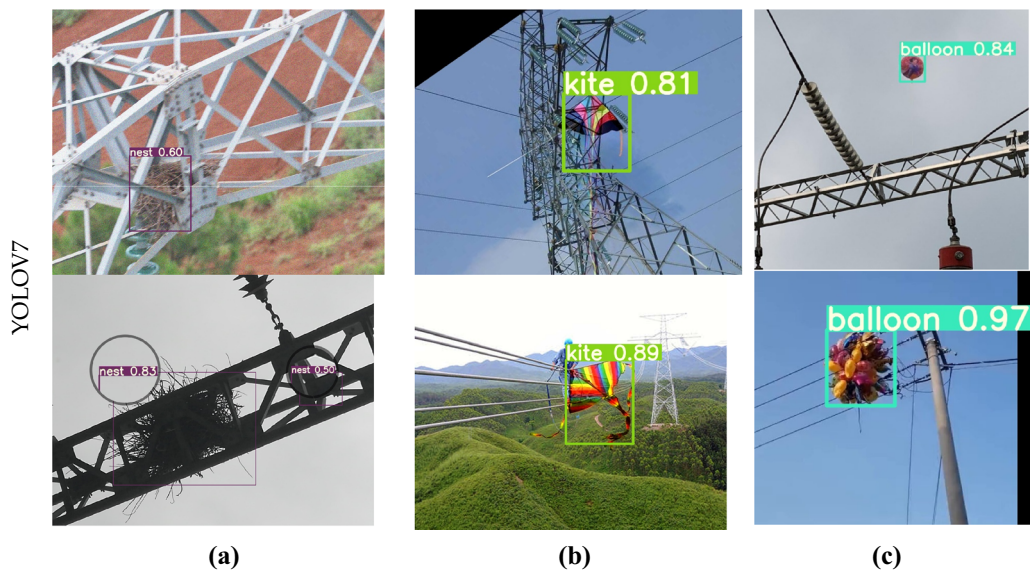 YOLOV7
nest 0.60
kite 0.81
balloon 0.84
nest 0.83
nest 0.50
kite 0.89
balloon 0.97
(a)
(b)
(c)